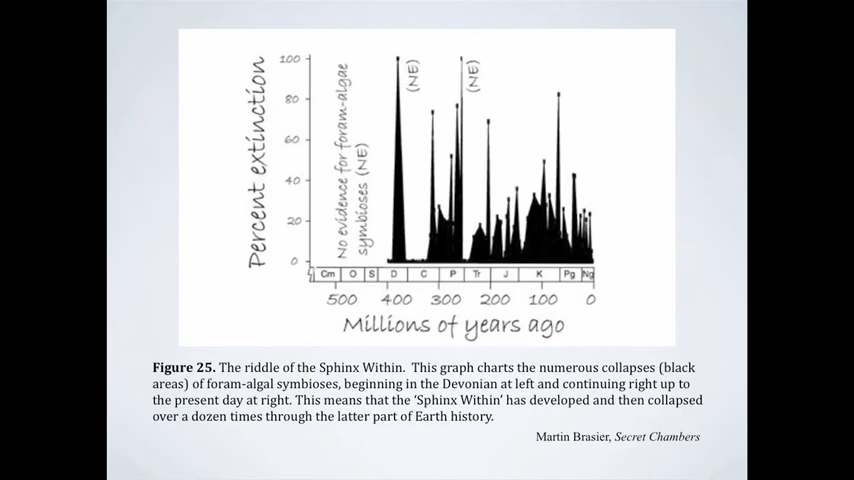 Percent extinction
100
80
60
40
20
0
No evidence for foram-algae
symbioses (NE)
(NE)
(NE)
Cm O S D C P Tr J K Pg Ng
500 400 300 200 100 0
Millions of years ago
Figure 25. The riddle of the Sphinx Within. This graph charts the numerous collapses (black
areas) of foram-algal symbioses, beginning in the Devonian at left and continuing right up to
the present day at right. This means that the ‘Sphinx Within’ has developed and then collapsed
over a dozen times through the latter part of Earth history.
Martin Brasier, Secret Chambers